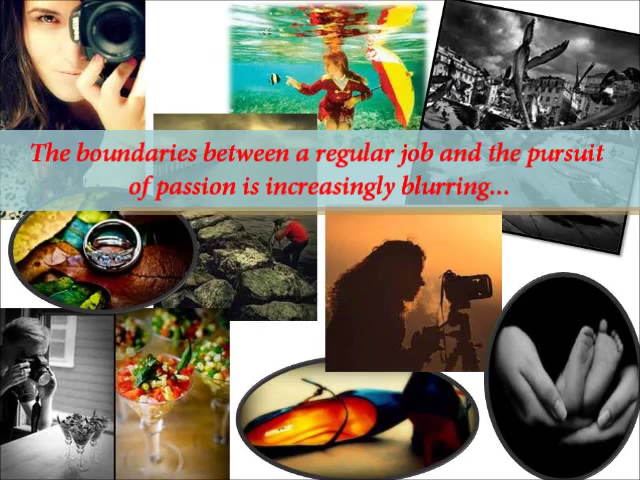 The boundaries between a regular job and the pursuit
of passion is increasingly blurring...